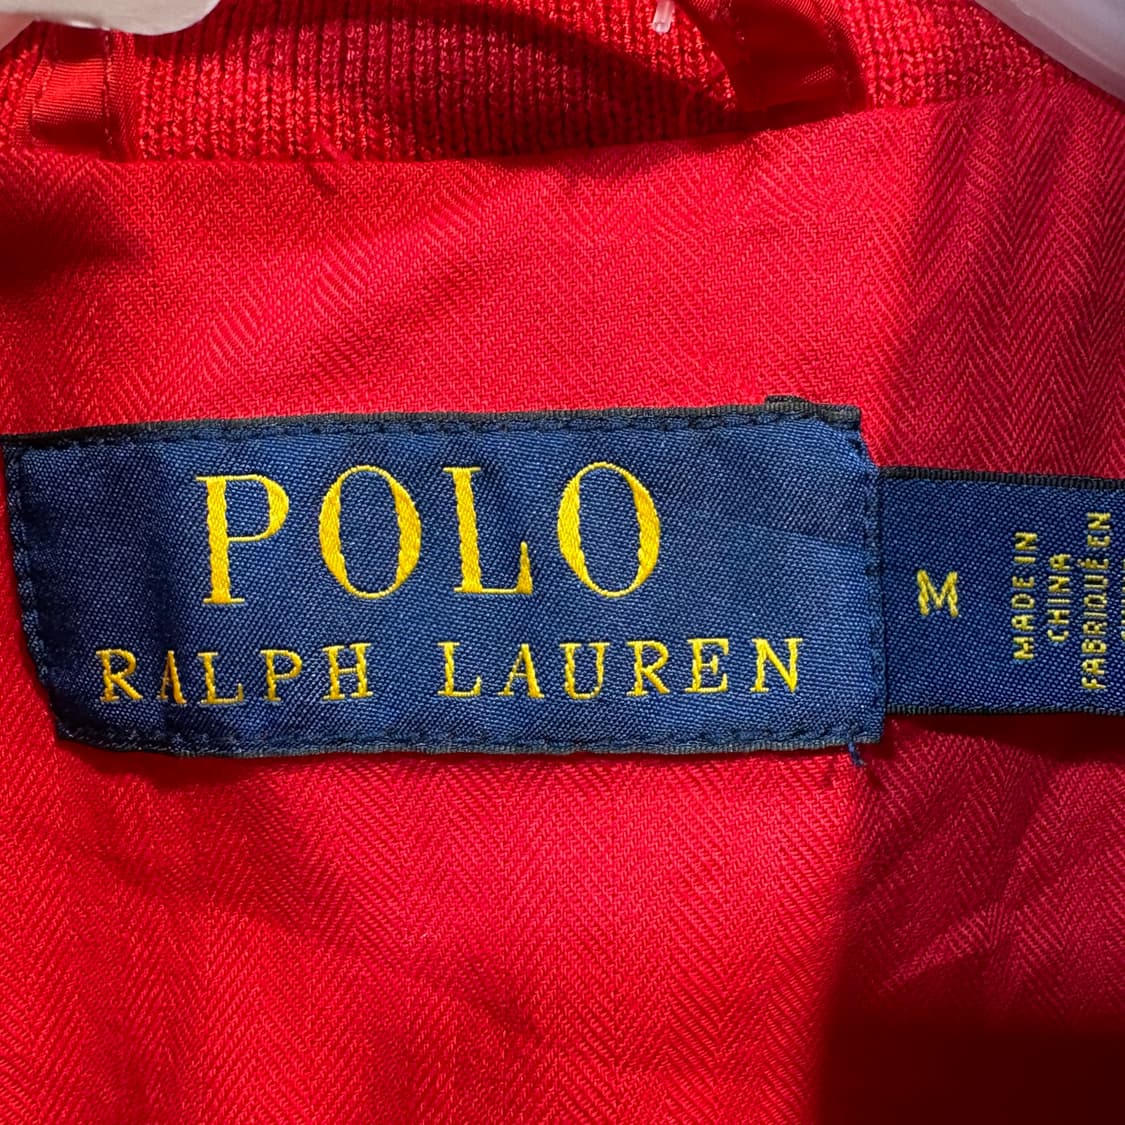 POLO
RALPH LAUREN
M
MADE IN
CHINA
FABRIQUÉ EN